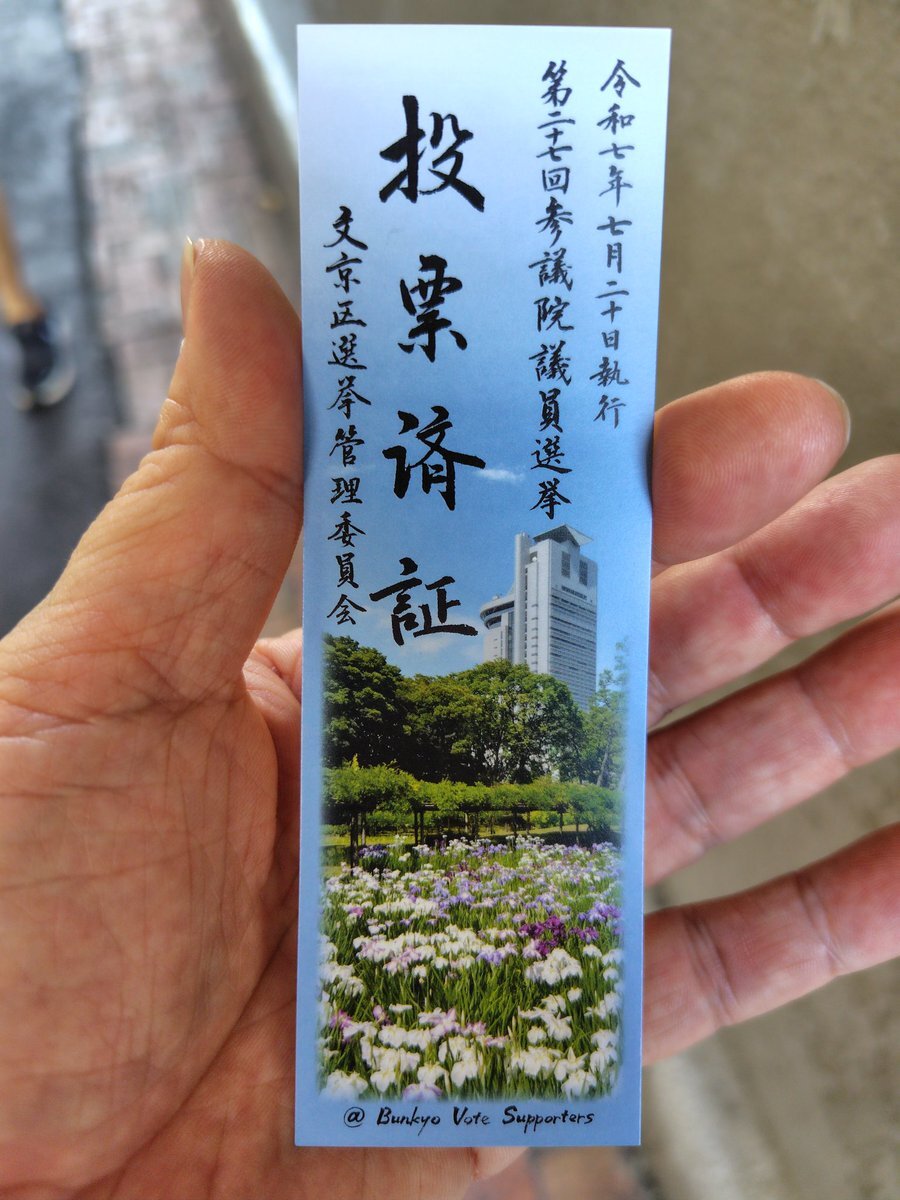 令和七年七月二十日執行
第二十七回参議院議員選挙
投票済証
文京区選挙管理委員会
@ Bunkyo Vote Supporters